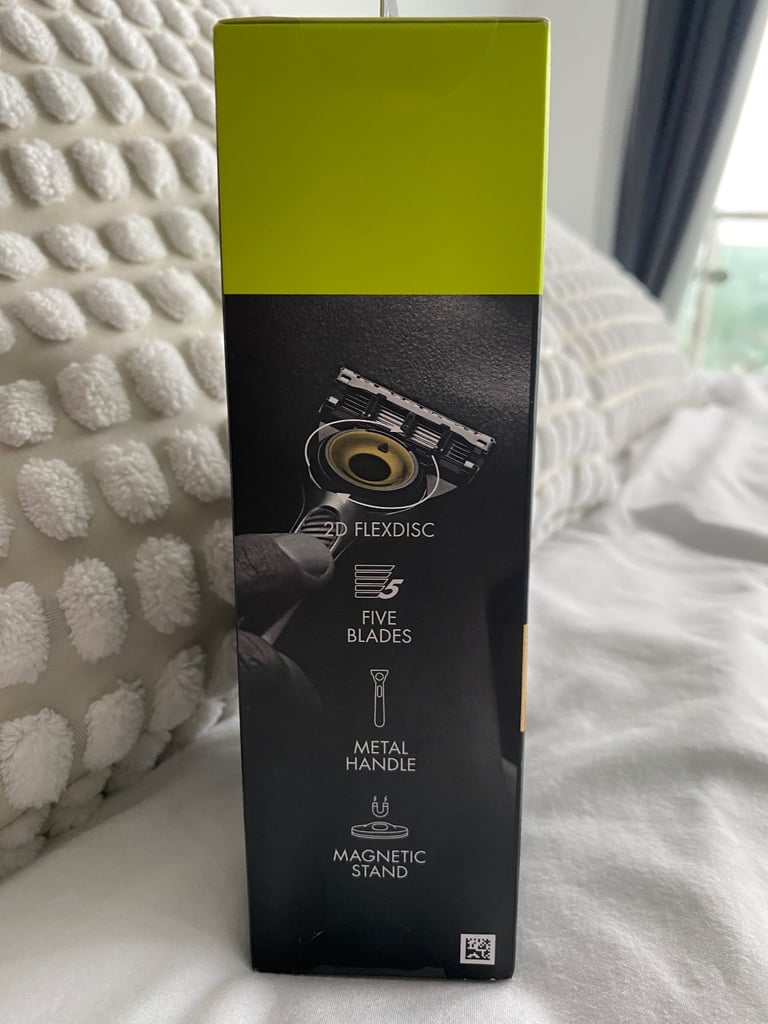 2D FLEXDISC
5
FIVE
BLADES
METAL
HANDLE
MAGNETIC
STAND